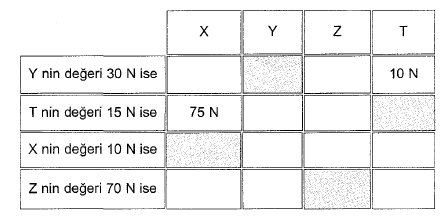 X Y Z T
Y nin değeri 30 N ise 10 N
T nin değeri 15 N ise 75 N
X nin değeri 10 N ise
Z nin değeri 70 N ise